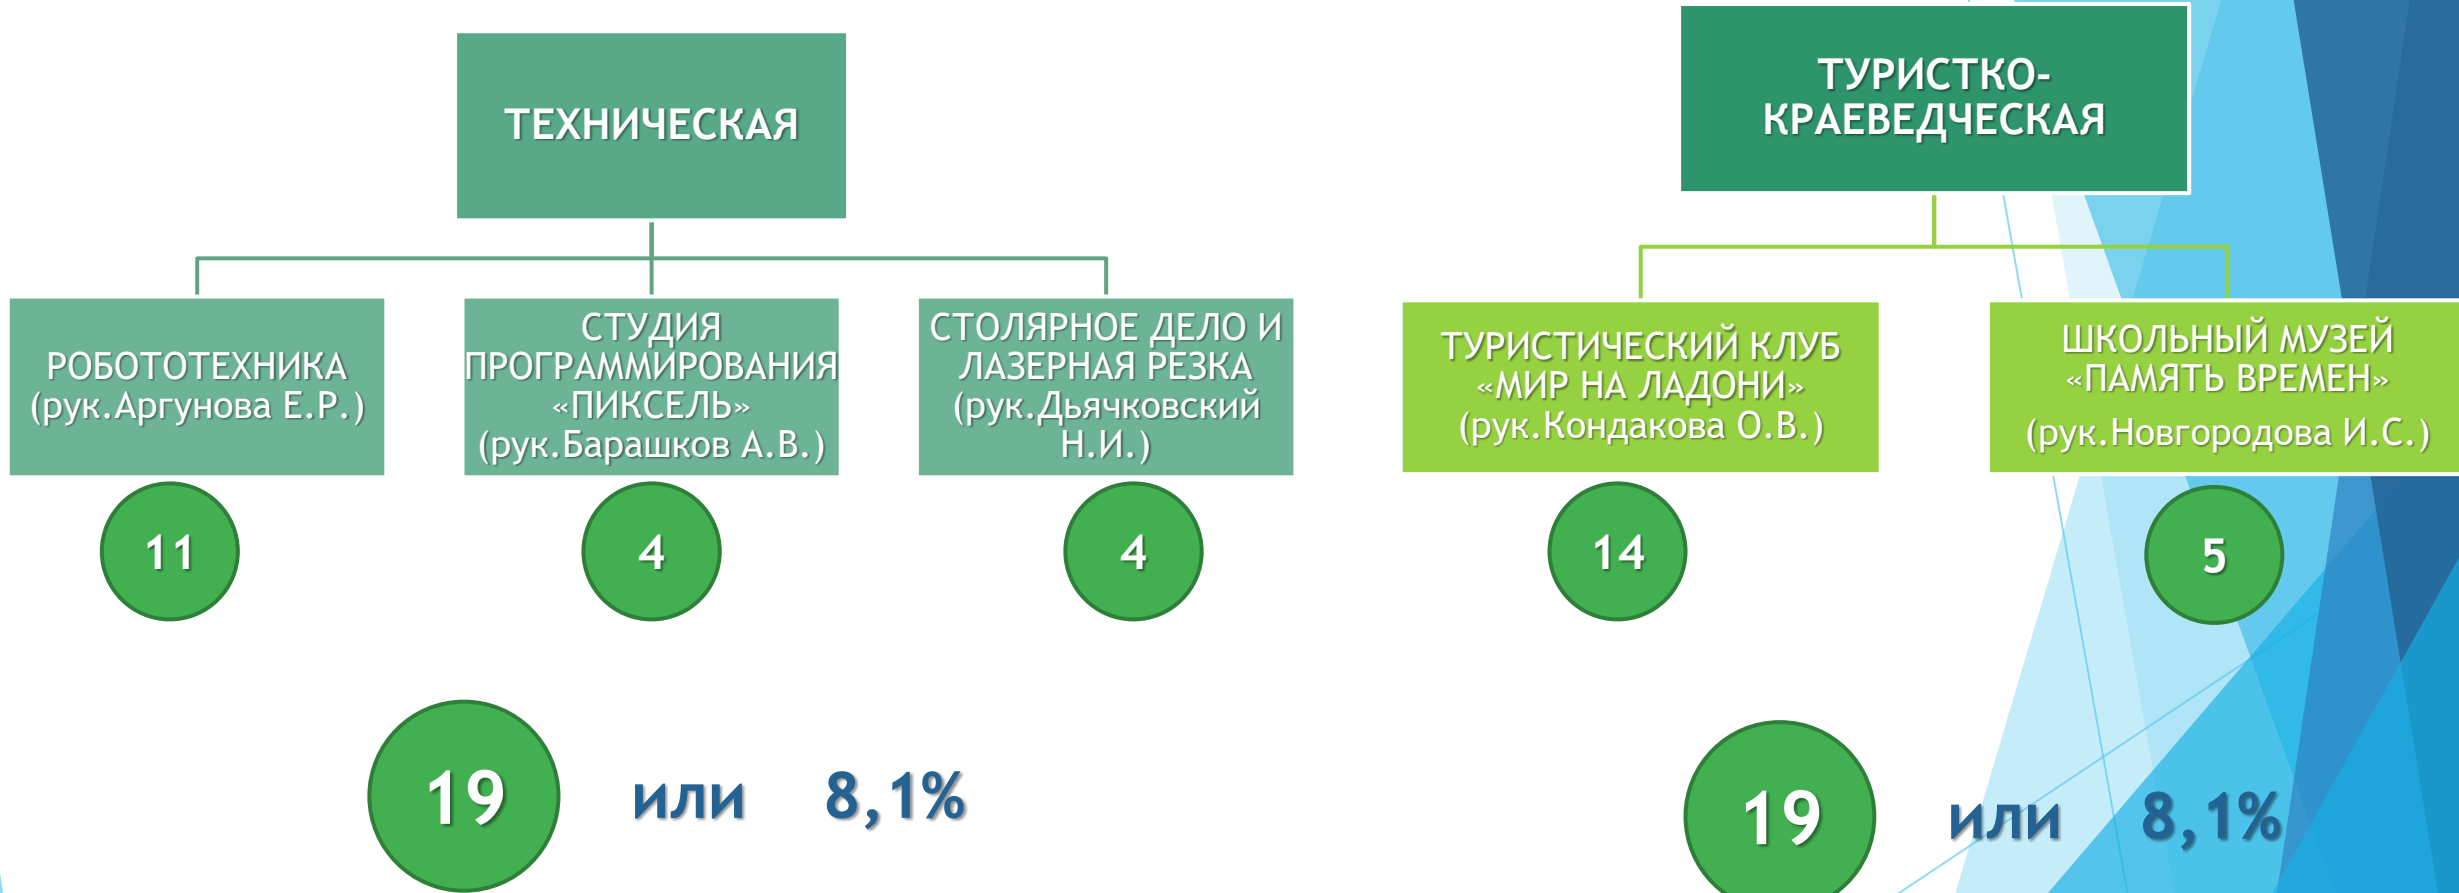 ТЕХНИЧЕСКАЯ
РОБОТОТЕХНИКА
(рук.Аргунова Е.Р.)
СТУДИЯ
ПРОГРАММИРОВАНИЯ
«ПИКСЕЛЬ»
(рук.Барашков А.В.)
СТОЛЯРНОЕ ДЕЛО И
ЛАЗЕРНАЯ РЕЗКА
(рук.Дьячковский
Н.И.)
11
4
4
19 или 8,1%
ТУРИСТКО-
КРАЕВЕДЧЕСКАЯ
ТУРИСТИЧЕСКИЙ КЛУБ
«МИР НА ЛАДОНИ»
(рук.Кондакова О.В.)
ШКОЛЬНЫЙ МУЗЕЙ
«ПАМЯТЬ ВРЕМЕН»
(рук.Новгородова И.С.)
14
5
19 или 8,1%